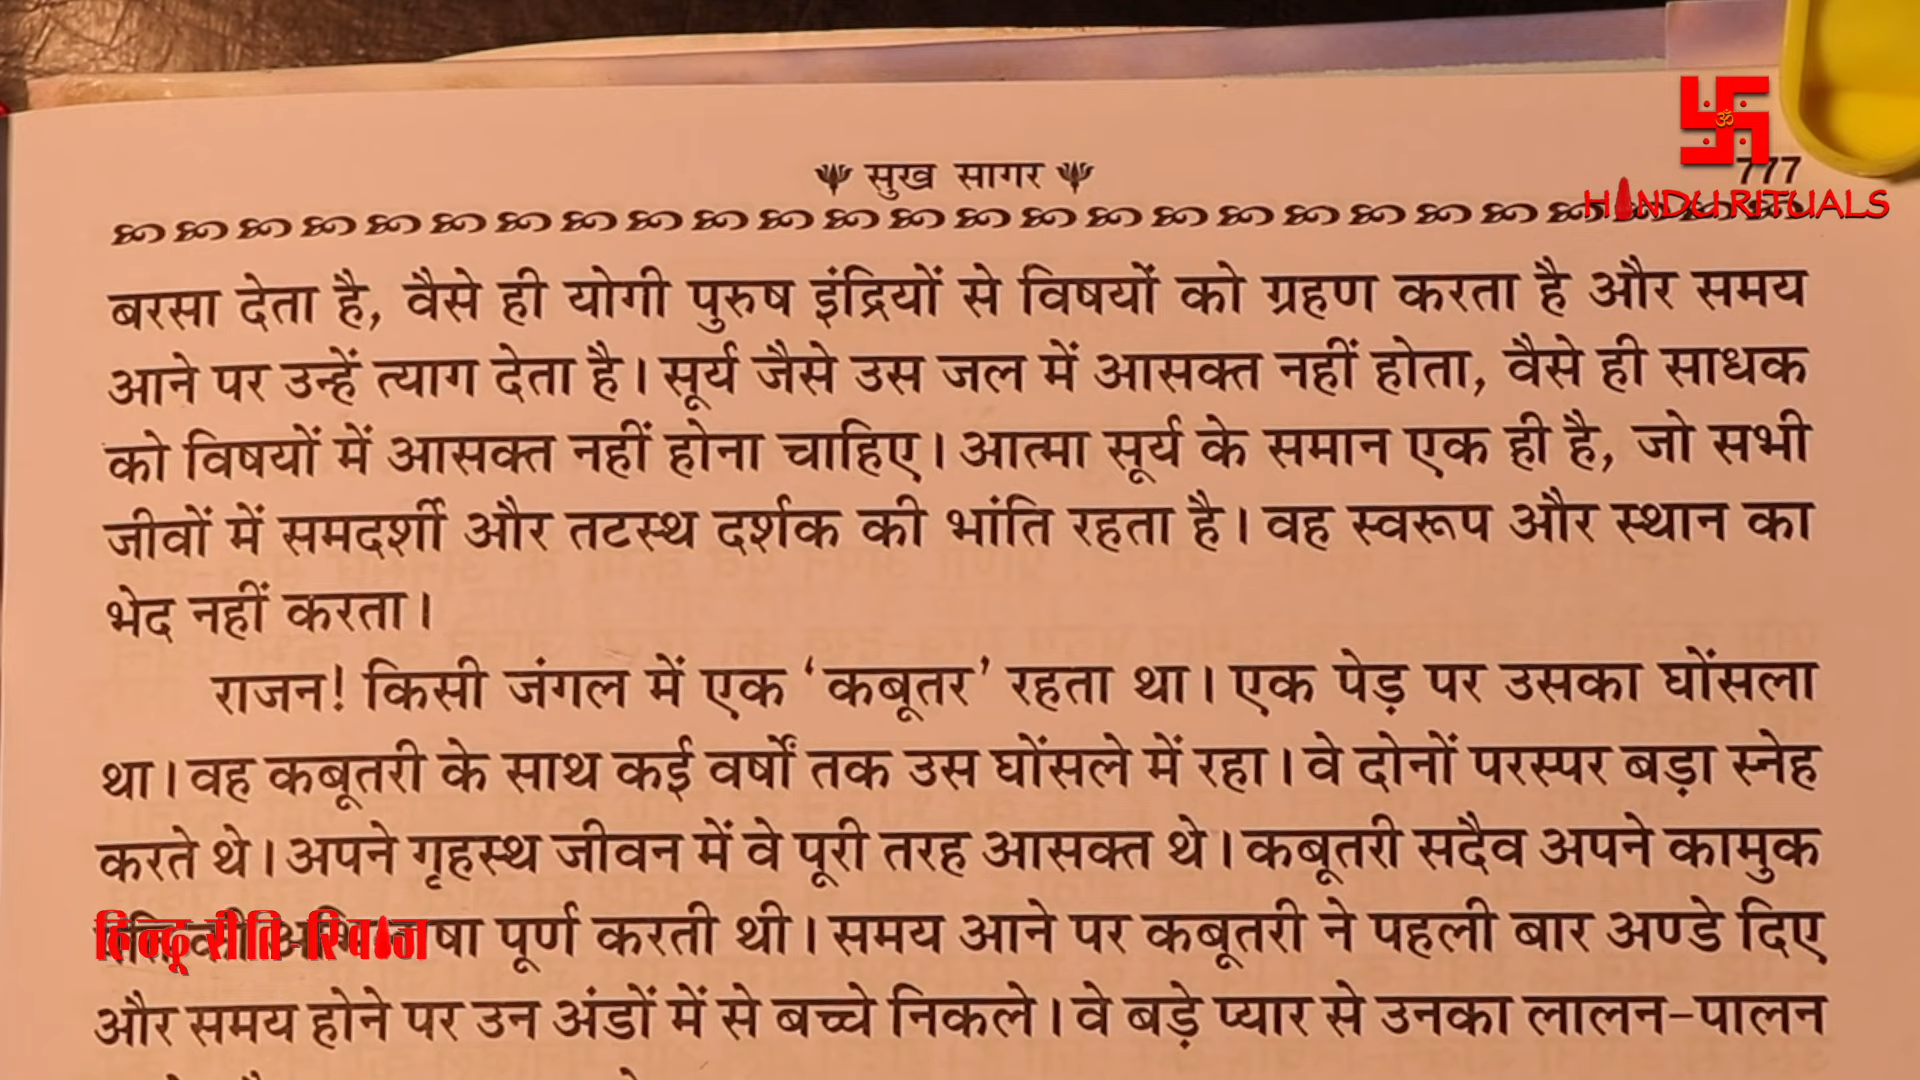 सुख सागर
777
HINDU RITUALS
बरसा देता है, वैसे ही योगी पुरुष इंद्रियों से विषयों को ग्रहण करता है और समय
आने पर उन्हें त्याग देता है। सूर्य जैसे उस जल में आसक्त नहीं होता, वैसे ही साधक
को विषयों में आसक्त नहीं होना चाहिए। आत्मा सूर्य के समान एक ही है, जो सभी
जीवों में समदर्शी और तटस्थ दर्शक की भांति रहता है। वह स्वरूप और स्थान का
भेद नहीं करता।
राजन! किसी जंगल में एक ‘कबूतर’ रहता था। एक पेड़ पर उसका घोंसला
था। वह कबूतरी के साथ कई वर्षों तक उस घोंसले में रहा। वे दोनों परस्पर बड़ा स्नेह
करते थे। अपने गृहस्थ जीवन में वे पूरी तरह आसक्त थे। कबूतरी सदैव अपने कामुक
पूर्ण करती थी। समय आने पर कबूतरी ने पहली बार अण्डे दिए
हिन्दू रीति-रिवाज
और समय होने पर उन अंडों में से बच्चे निकले। वे बड़े प्यार से उनका लालन-पालन